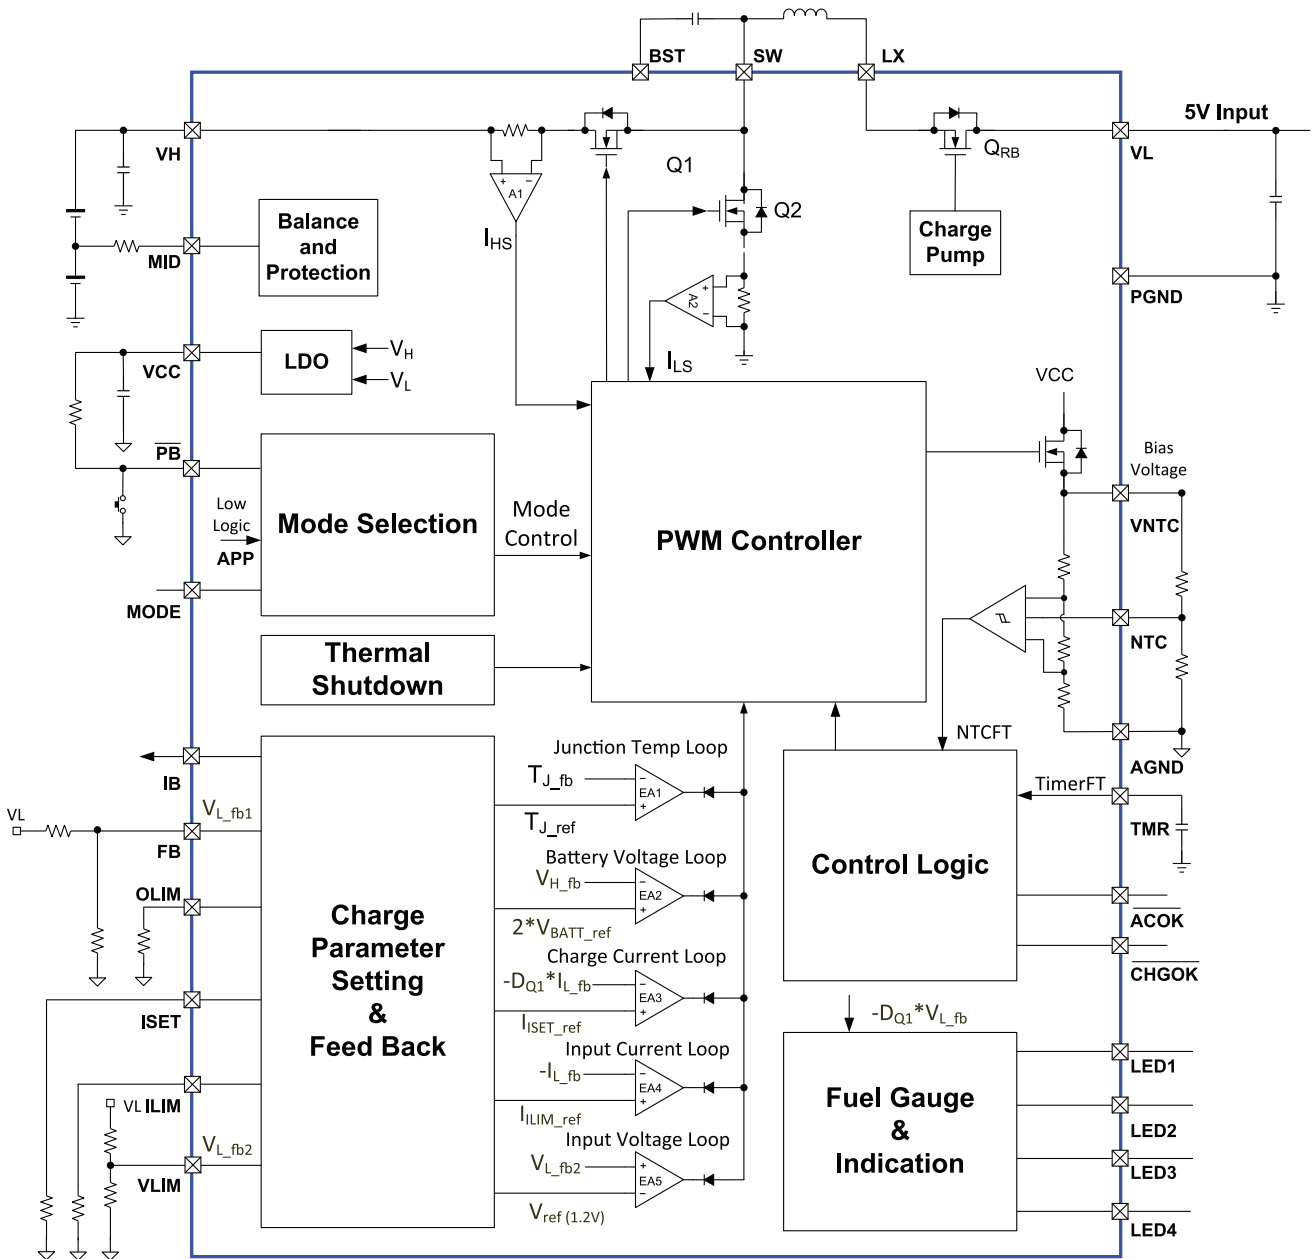 BST
SW
LX
5V Input
VH
Q1
QRB
VL
+
−
A1
Q2
Balance
and
Protection
IHS
Charge
Pump
MID
PGND
+
A2
−
LDO
VH
VL
VCC
ILS
VCC
PB
Bias
Voltage
Low
Logic
APP
Mode Selection
Mode
Control
PWM Controller
VNTC
MODE
NTC
Thermal
Shutdown
NTCFT
AGND
IB
Junction Temp Loop
TJ_fb
−
EA1
+
TJ_ref
TimerFT
TMR
VL
VL_fb1
FB
Battery Voltage Loop
VH_fb
−
EA2
+
2*VBATT_ref
Control Logic
OLIM
ACOK
Charge
Parameter
Setting
&
Feed Back
Charge Current Loop
-DQ1*IL_fb
−
EA3
+
IISET_ref
CHGOK
ISET
-DQ1*VL_fb
Input Current Loop
-IL_fb
−
EA4
+
IILIM_ref
LED1
VL
ILIM
Fuel Gauge
&
Indication
LED2
VL_fb2
VLIM
Input Voltage Loop
VL_fb2
+
EA5
−
Vref (1.2V)
LED3
LED4